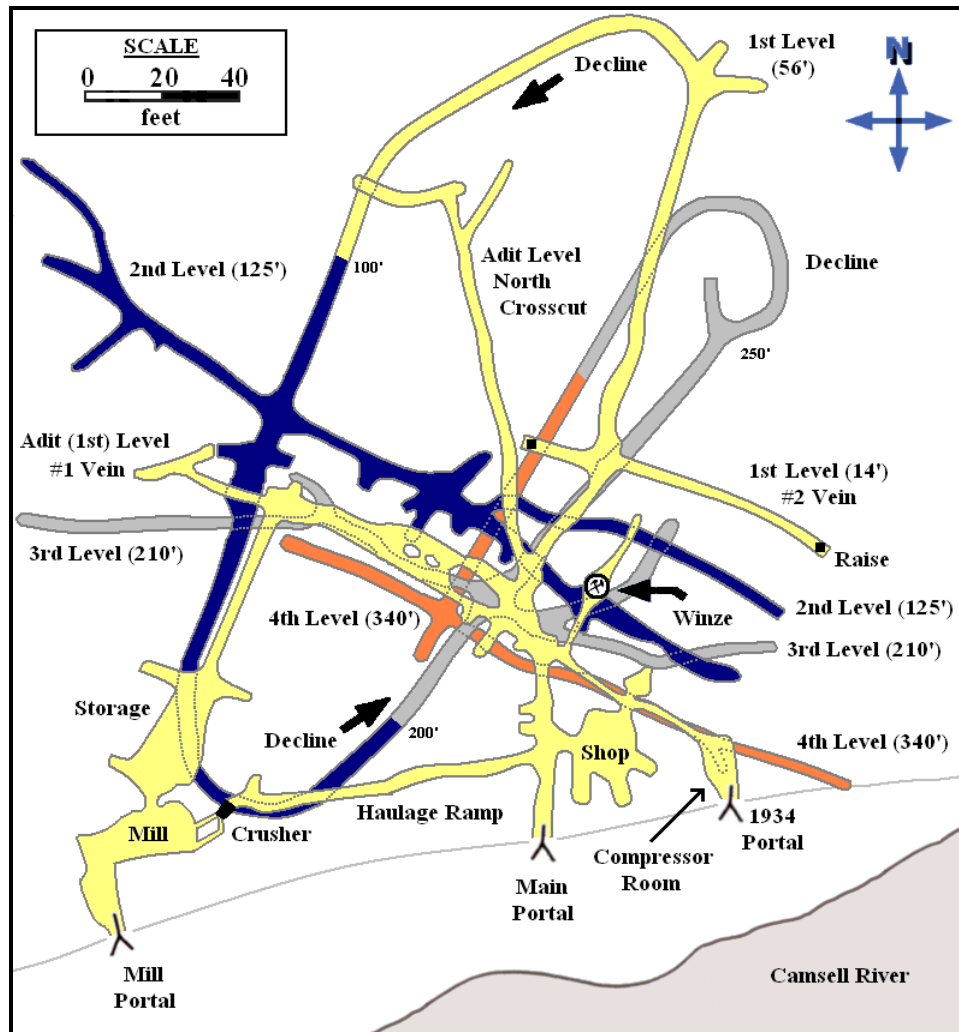 SCALE
0 20 40
feet
Decline
1st Level
(56')
N
2nd Level (125')
100'
Adit Level
North
Crosscut
Decline
250'
Adit (1st) Level
#1 Vein
1st Level (14')
#2 Vein
3rd Level (210')
Raise
4th Level (340')
Winze
2nd Level (125')
3rd Level (210')
Storage
Decline
200'
Shop
4th Level (340')
Haulage Ramp
Mill
Crusher
1934
Portal
Compressor
Room
Main
Portal
Mill
Portal
Camsell River